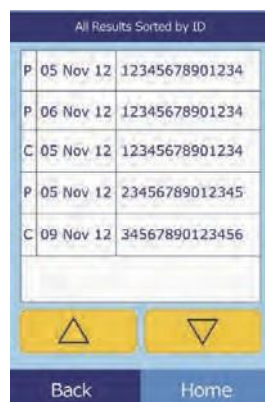 All Results Sorted by ID
P 05 Nov 12 12345678901234
P 06 Nov 12 12345678901234
C 05 Nov 12 12345678901234
P 05 Nov 12 23456789012345
C 09 Nov 12 34567890123456
Back Home